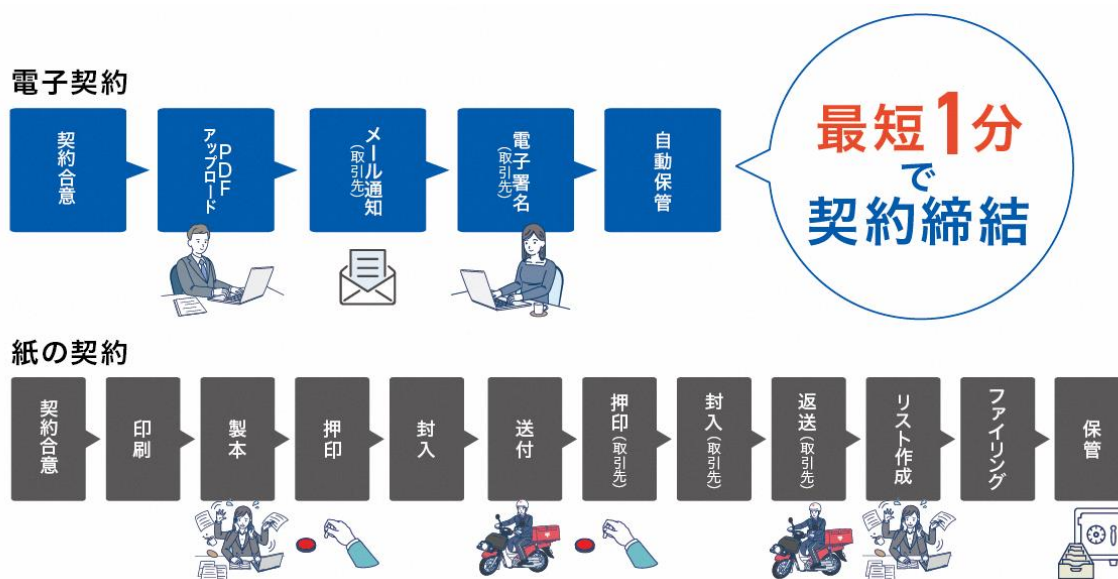 電子契約
契約合意
PDF
アップロード
メール通知
(取引先)
電子署名
(取引先)
自動保管
最短1分
で
契約締結
紙の契約
契約合意
印刷
製本
押印
封入
送付
押印(取引先)
封入(取引先)
返送(取引先)
リスト作成
ファイリング
保管